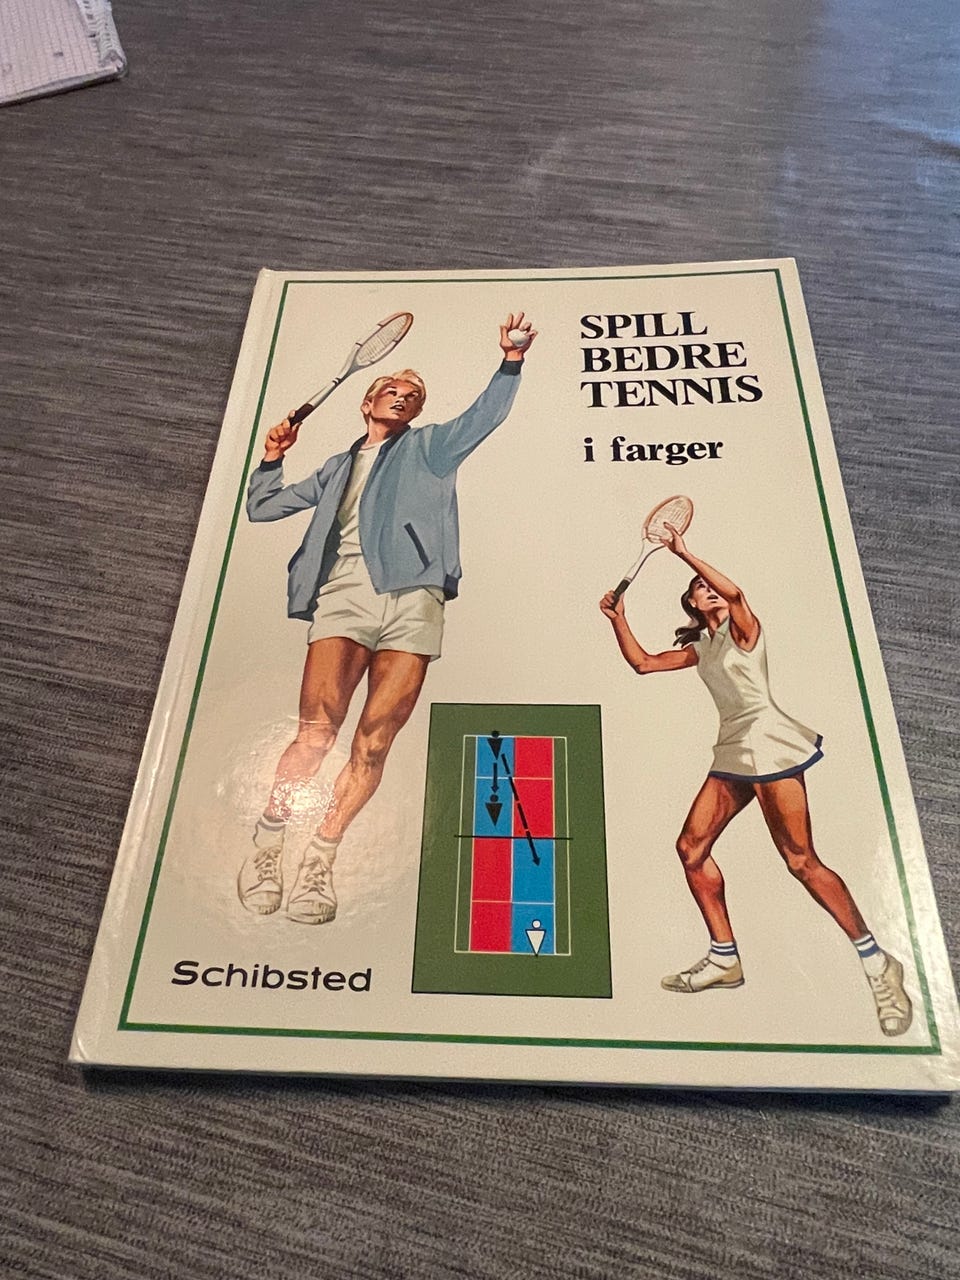 SPILL
BEDRE
TENNIS
i farger
Schibsted